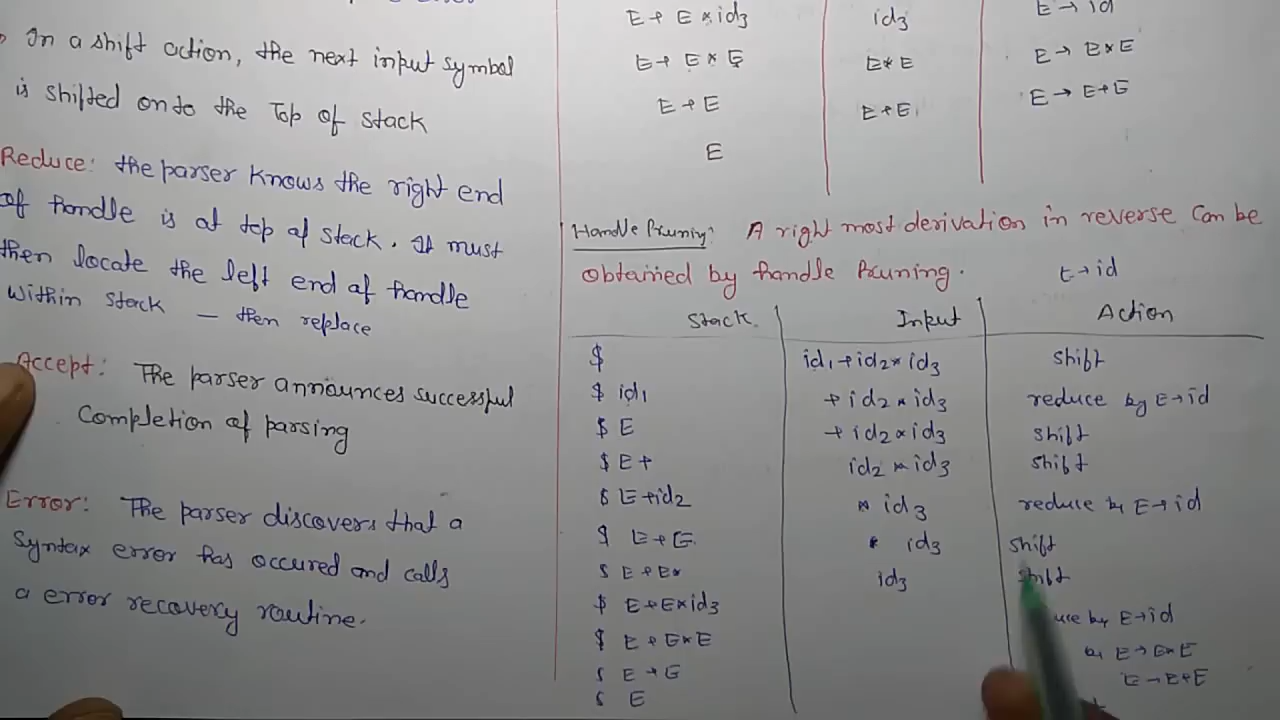 In a shift action, the next input symbol
is shifted onto the Top of stack
Reduce: the parser knows the right end
of handle is at top of stack. It must
then locate the left end of handle
within stack — then replace
Accept: The parser announces successful
Completion of parsing
Error: The parser discovers that a
Syntax error has occured and calls
a error recovery routine.
E + E * id3 id3 E → id
E + E * E E * E E → E * E
E + E E + E E → E + E
E
Handle Pruning: A right most derivation in reverse can be
obtained by handle Pruning. E → id
Stack Input Action
$ id1 + id2 * id3 shift
$ id1 + id2 * id3 reduce by E → id
$ E + id2 * id3 shift
$ E + id2 * id3 shift
$ E + id2 * id3 reduce by E → id
$ E + E * id3 shift
$ E + E * id3 shift
$ E + E * id3 by E → id
$ E + E * E by E → E * E
$ E + E E → E + E
$ E